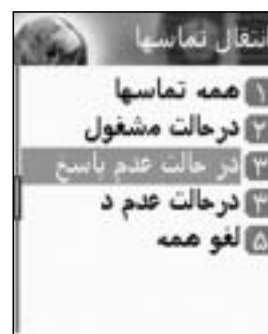 انتقال تماسها
۱ همه تماسها
۲ درحالت مشغول
۳ در حالت عدم پاسخ
۴ درحالت عدم د
۵ لغو همه